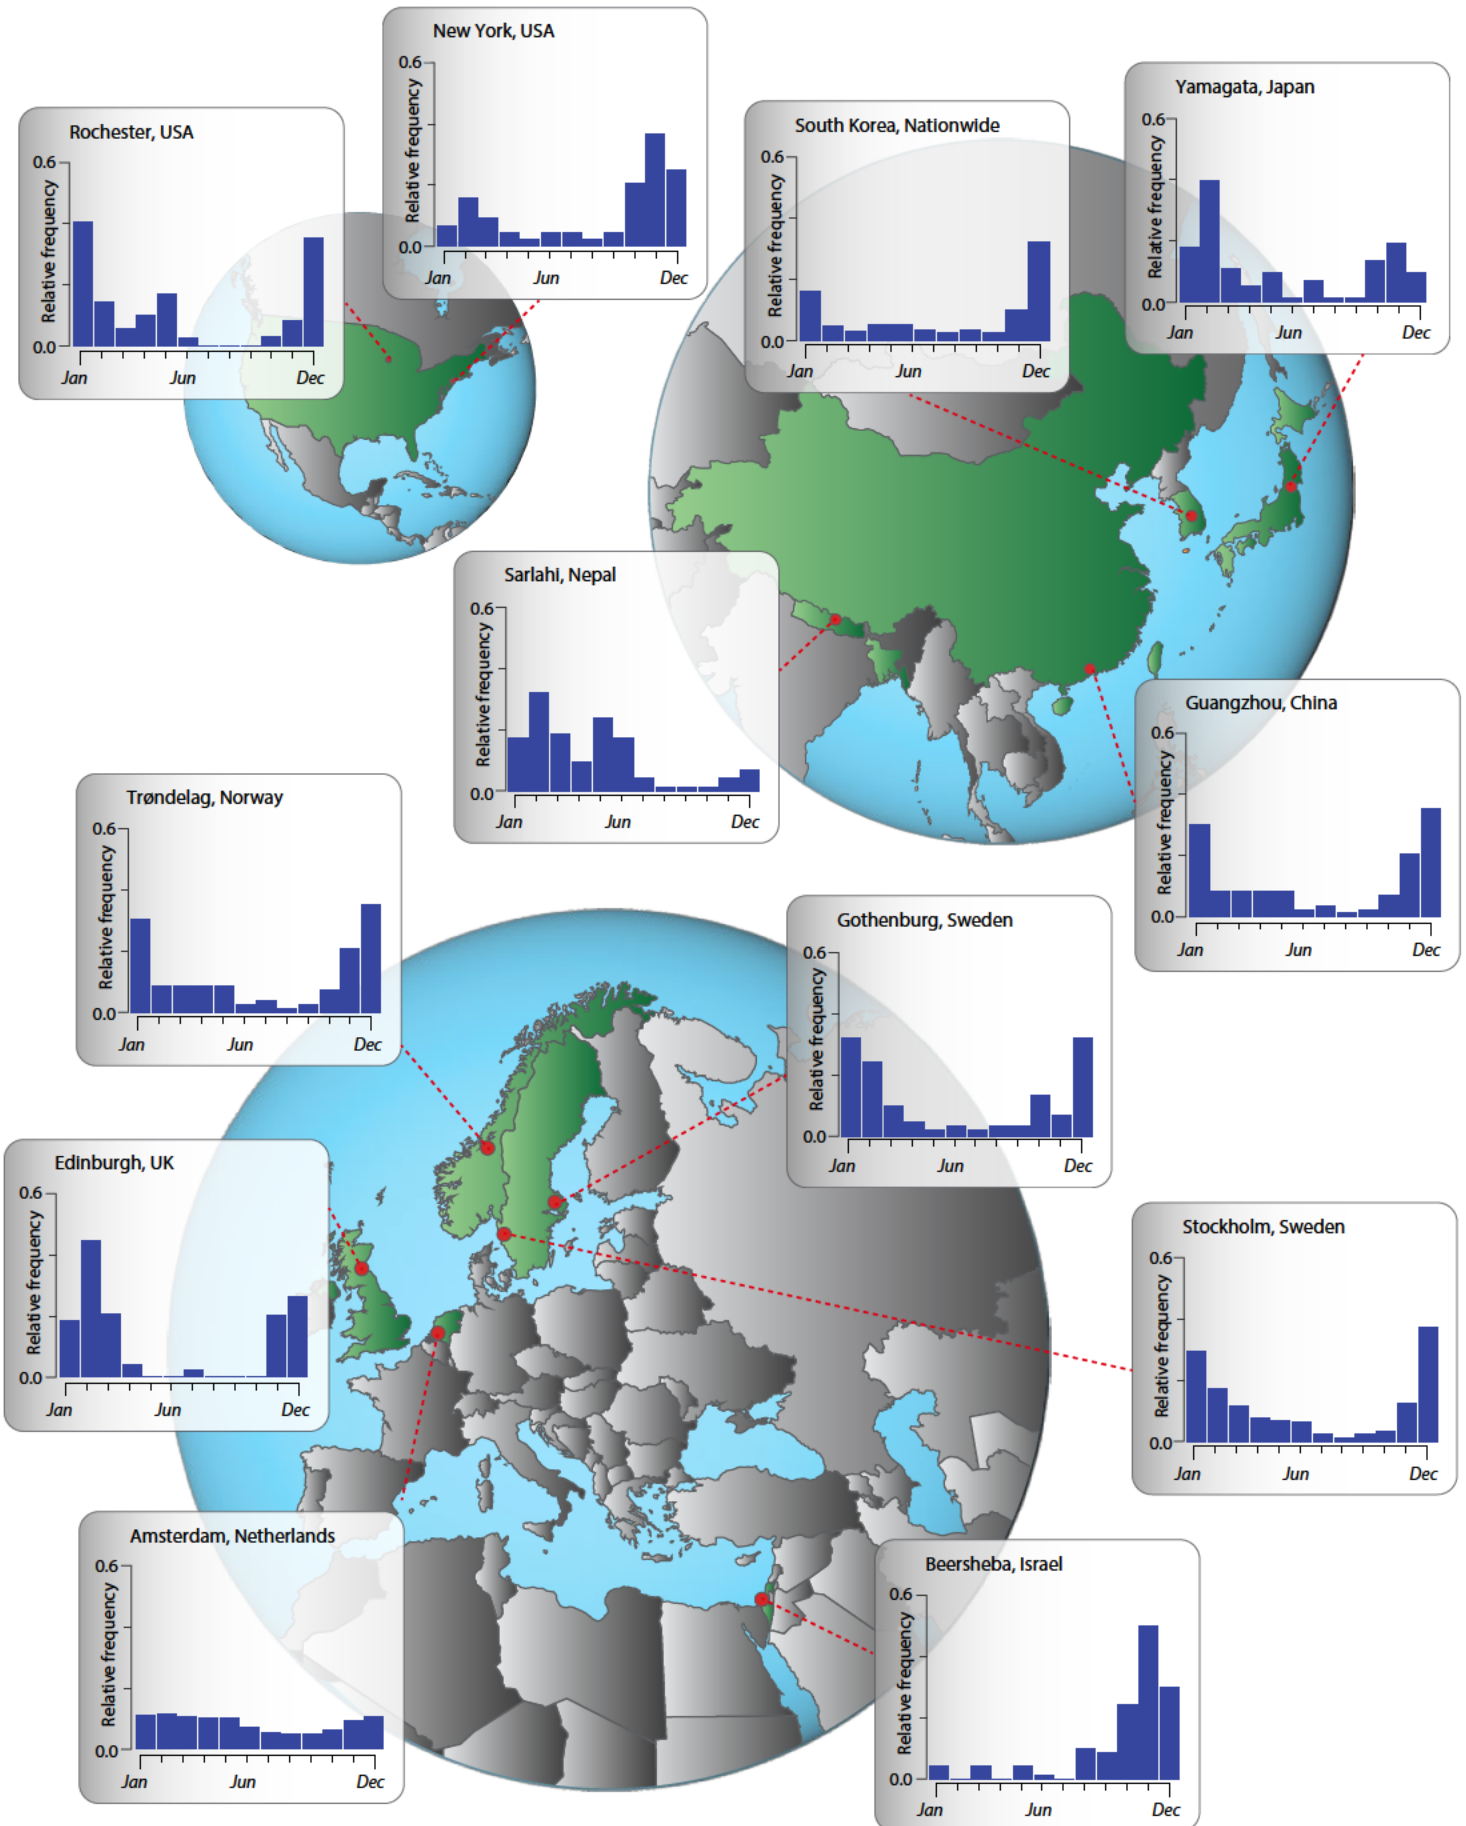 New York, USA
0.6
Relative frequency
0.0
Jan
Jun
Dec
Rochester, USA
0.6
Relative frequency
0.0
Jan
Jun
Dec
South Korea, Nationwide
0.6
Relative frequency
0.0
Jan
Jun
Dec
Yamagata, Japan
0.6
Relative frequency
0.0
Jan
Jun
Dec
Sarlahi, Nepal
0.6
Relative frequency
0.0
Jan
Jun
Dec
Guangzhou, China
0.6
Relative frequency
0.0
Jan
Jun
Dec
Trøndelag, Norway
0.6
Relative frequency
0.0
Jan
Jun
Dec
Gothenburg, Sweden
0.6
Relative frequency
0.0
Jan
Jun
Dec
Edinburgh, UK
0.6
Relative frequency
0.0
Jan
Jun
Dec
Stockholm, Sweden
0.6
Relative frequency
0.0
Jan
Jun
Dec
Amsterdam, Netherlands
0.6
Relative frequency
0.0
Jan
Jun
Dec
Beersheba, Israel
0.6
Relative frequency
0.0
Jan
Jun
Dec